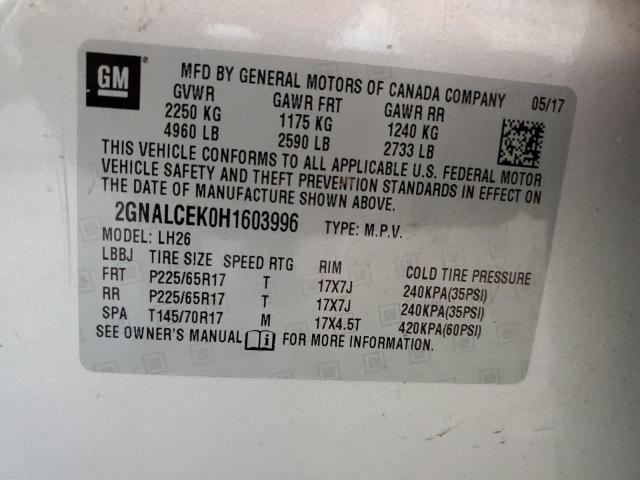 GM
MFD BY GENERAL MOTORS OF CANADA COMPANY 05/17
GVWR GAWR FRT GAWR RR
2250 KG 1175 KG 1240 KG
4960 LB 2590 LB 2733 LB
THIS VEHICLE CONFORMS TO ALL APPLICABLE U.S. FEDERAL MOTOR
VEHICLE SAFETY AND THEFT PREVENTION STANDARDS IN EFFECT ON
THE DATE OF MANUFACTURE SHOWN ABOVE.
2GNALCEK0H1603996 TYPE: M.P.V.
MODEL: LH26
LBBJ TIRE SIZE SPEED RTG RIM COLD TIRE PRESSURE
FRT P225/65R17 T 17X7J 240KPA(35PSI)
RR P225/65R17 T 17X7J 240KPA(35PSI)
SPA T145/70R17 M 17X4.5T 420KPA(60PSI)
SEE OWNER'S MANUAL i FOR MORE INFORMATION.